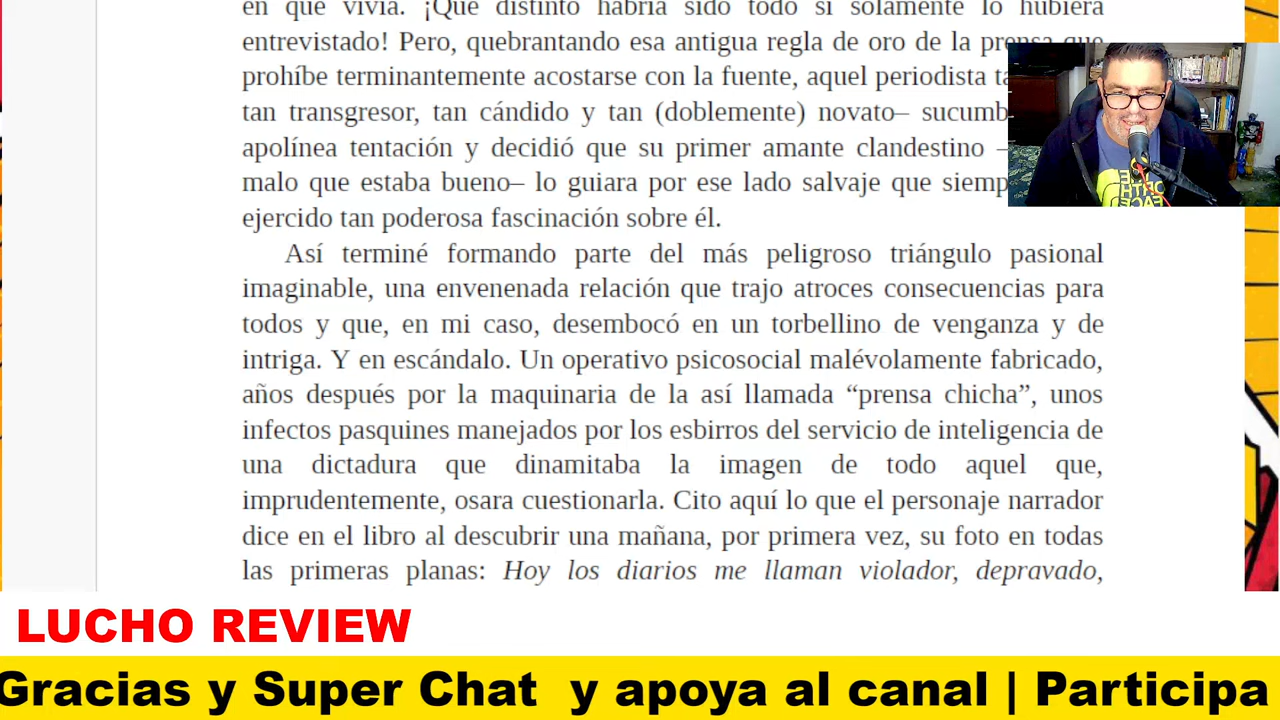 en que vivía. ¡Qué distinto habría sido todo si solamente lo hubiera
entrevistado! Pero, quebrantando esa antigua regla de oro de la prensa que
prohíbe terminantemente acostarse con la fuente, aquel periodista
tan transgresor, tan cándido y tan (doblemente) novato–
apolínea tentación y decidió que su primer amante clandestino –
malo que estaba bueno– lo guiara por ese lado salvaje que
ejercido tan poderosa fascinación sobre él.
Así terminé formando parte del más peligroso triángulo pasional
imaginable, una envenenada relación que trajo atroces consecuencias para
todos y que, en mi caso, desembocó en un torbellino de venganza y de
intriga. Y en escándalo. Un operativo psicosocial malévolamente fabricado,
años después por la maquinaria de la así llamada “prensa chicha”, unos
infectos pasquines manejados por los esbirros del servicio de inteligencia de
una dictadura que dinamitaba la imagen de todo aquel que,
imprudentemente, osara cuestionarla. Cito aquí lo que el personaje narrador
dice en el libro al descubrir una mañana, por primera vez, su foto en todas
las primeras planas: Hoy los diarios me llaman violador, depravado,
LUCHO REVIEW
Gracias y Super Chat y apoya al canal | Participa